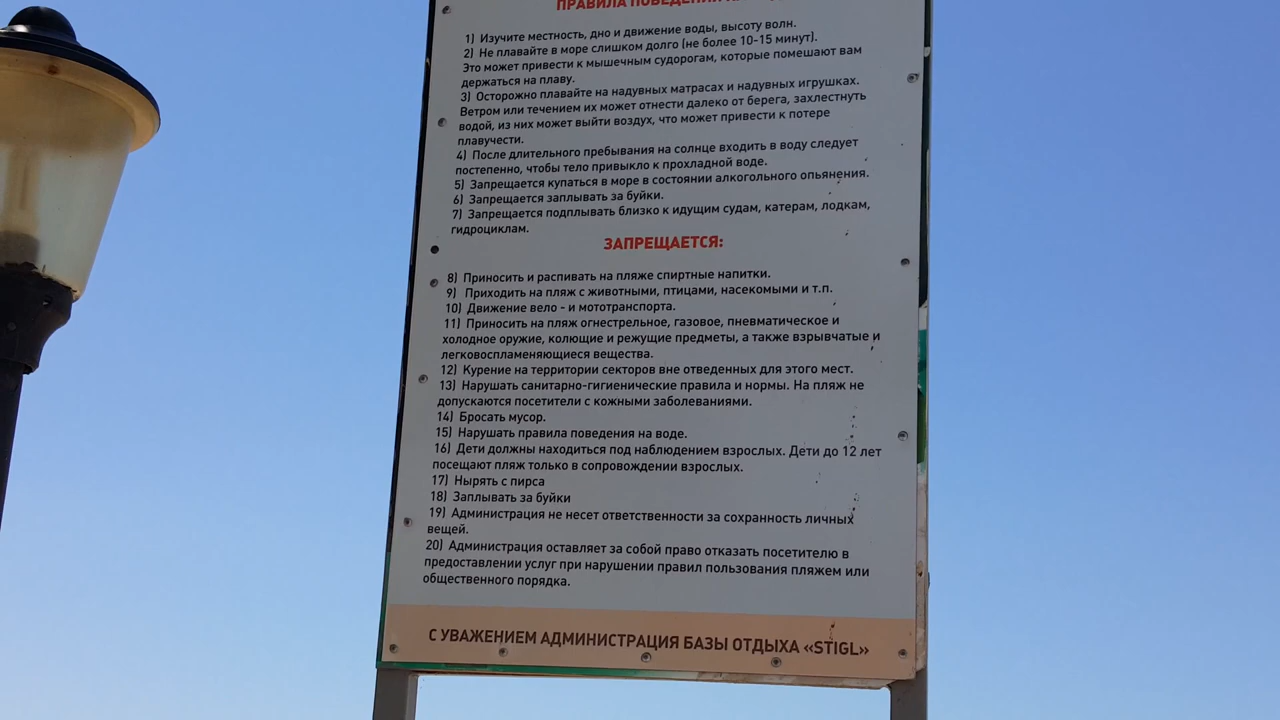 ПРАВИЛА ПОВЕДЕНИЯ
1) Изучите местность, дно и движение воды, высоту волн.
2) Не плавайте в море слишком долго (не более 10-15 минут).
Это может привести к мышечным судорогам, которые помешают вам
держаться на плаву.
3) Осторожно плавайте на надувных матрасах и надувных игрушках.
Ветром или течением их может отнести далеко от берега, захлестнуть
водой, из них может выйти воздух, что может привести к потере
плавучести.
4) После длительного пребывания на солнце входить в воду следует
постепенно, чтобы тело привыкло к прохладной воде.
5) Запрещается купаться в море в состоянии алкогольного опьянения.
6) Запрещается заплывать за буйки.
7) Запрещается подплывать близко к идущим судам, катерам, лодкам,
гидроциклам.
ЗАПРЕЩАЕТСЯ:
8) Приносить и распивать на пляже спиртные напитки.
9) Приходить на пляж с животными, птицами, насекомыми и т.п.
10) Движение вело - и мототранспорта.
11) Приносить на пляж огнестрельное, газовое, пневматическое и
холодное оружие, колющие и режущие предметы, а также взрывчатые и
легковоспламеняющиеся вещества.
12) Курение на территории секторов вне отведенных для этого мест.
13) Нарушать санитарно-гигиенические правила и нормы. На пляж не
допускаются посетители с кожными заболеваниями.
14) Бросать мусор.
15) Нарушать правила поведения на воде.
16) Дети должны находиться под наблюдением взрослых. Дети до 12 лет
посещают пляж только в сопровождении взрослых.
17) Нырять с пирса
18) Заплывать за буйки
19) Администрация не несет ответственности за сохранность личных
вещей.
20) Администрация оставляет за собой право отказать посетителю в
предоставлении услуг при нарушении правил пользования пляжем или
общественного порядка.
С УВАЖЕНИЕМ АДМИНИСТРАЦИЯ БАЗЫ ОТДЫХА «STIGL»